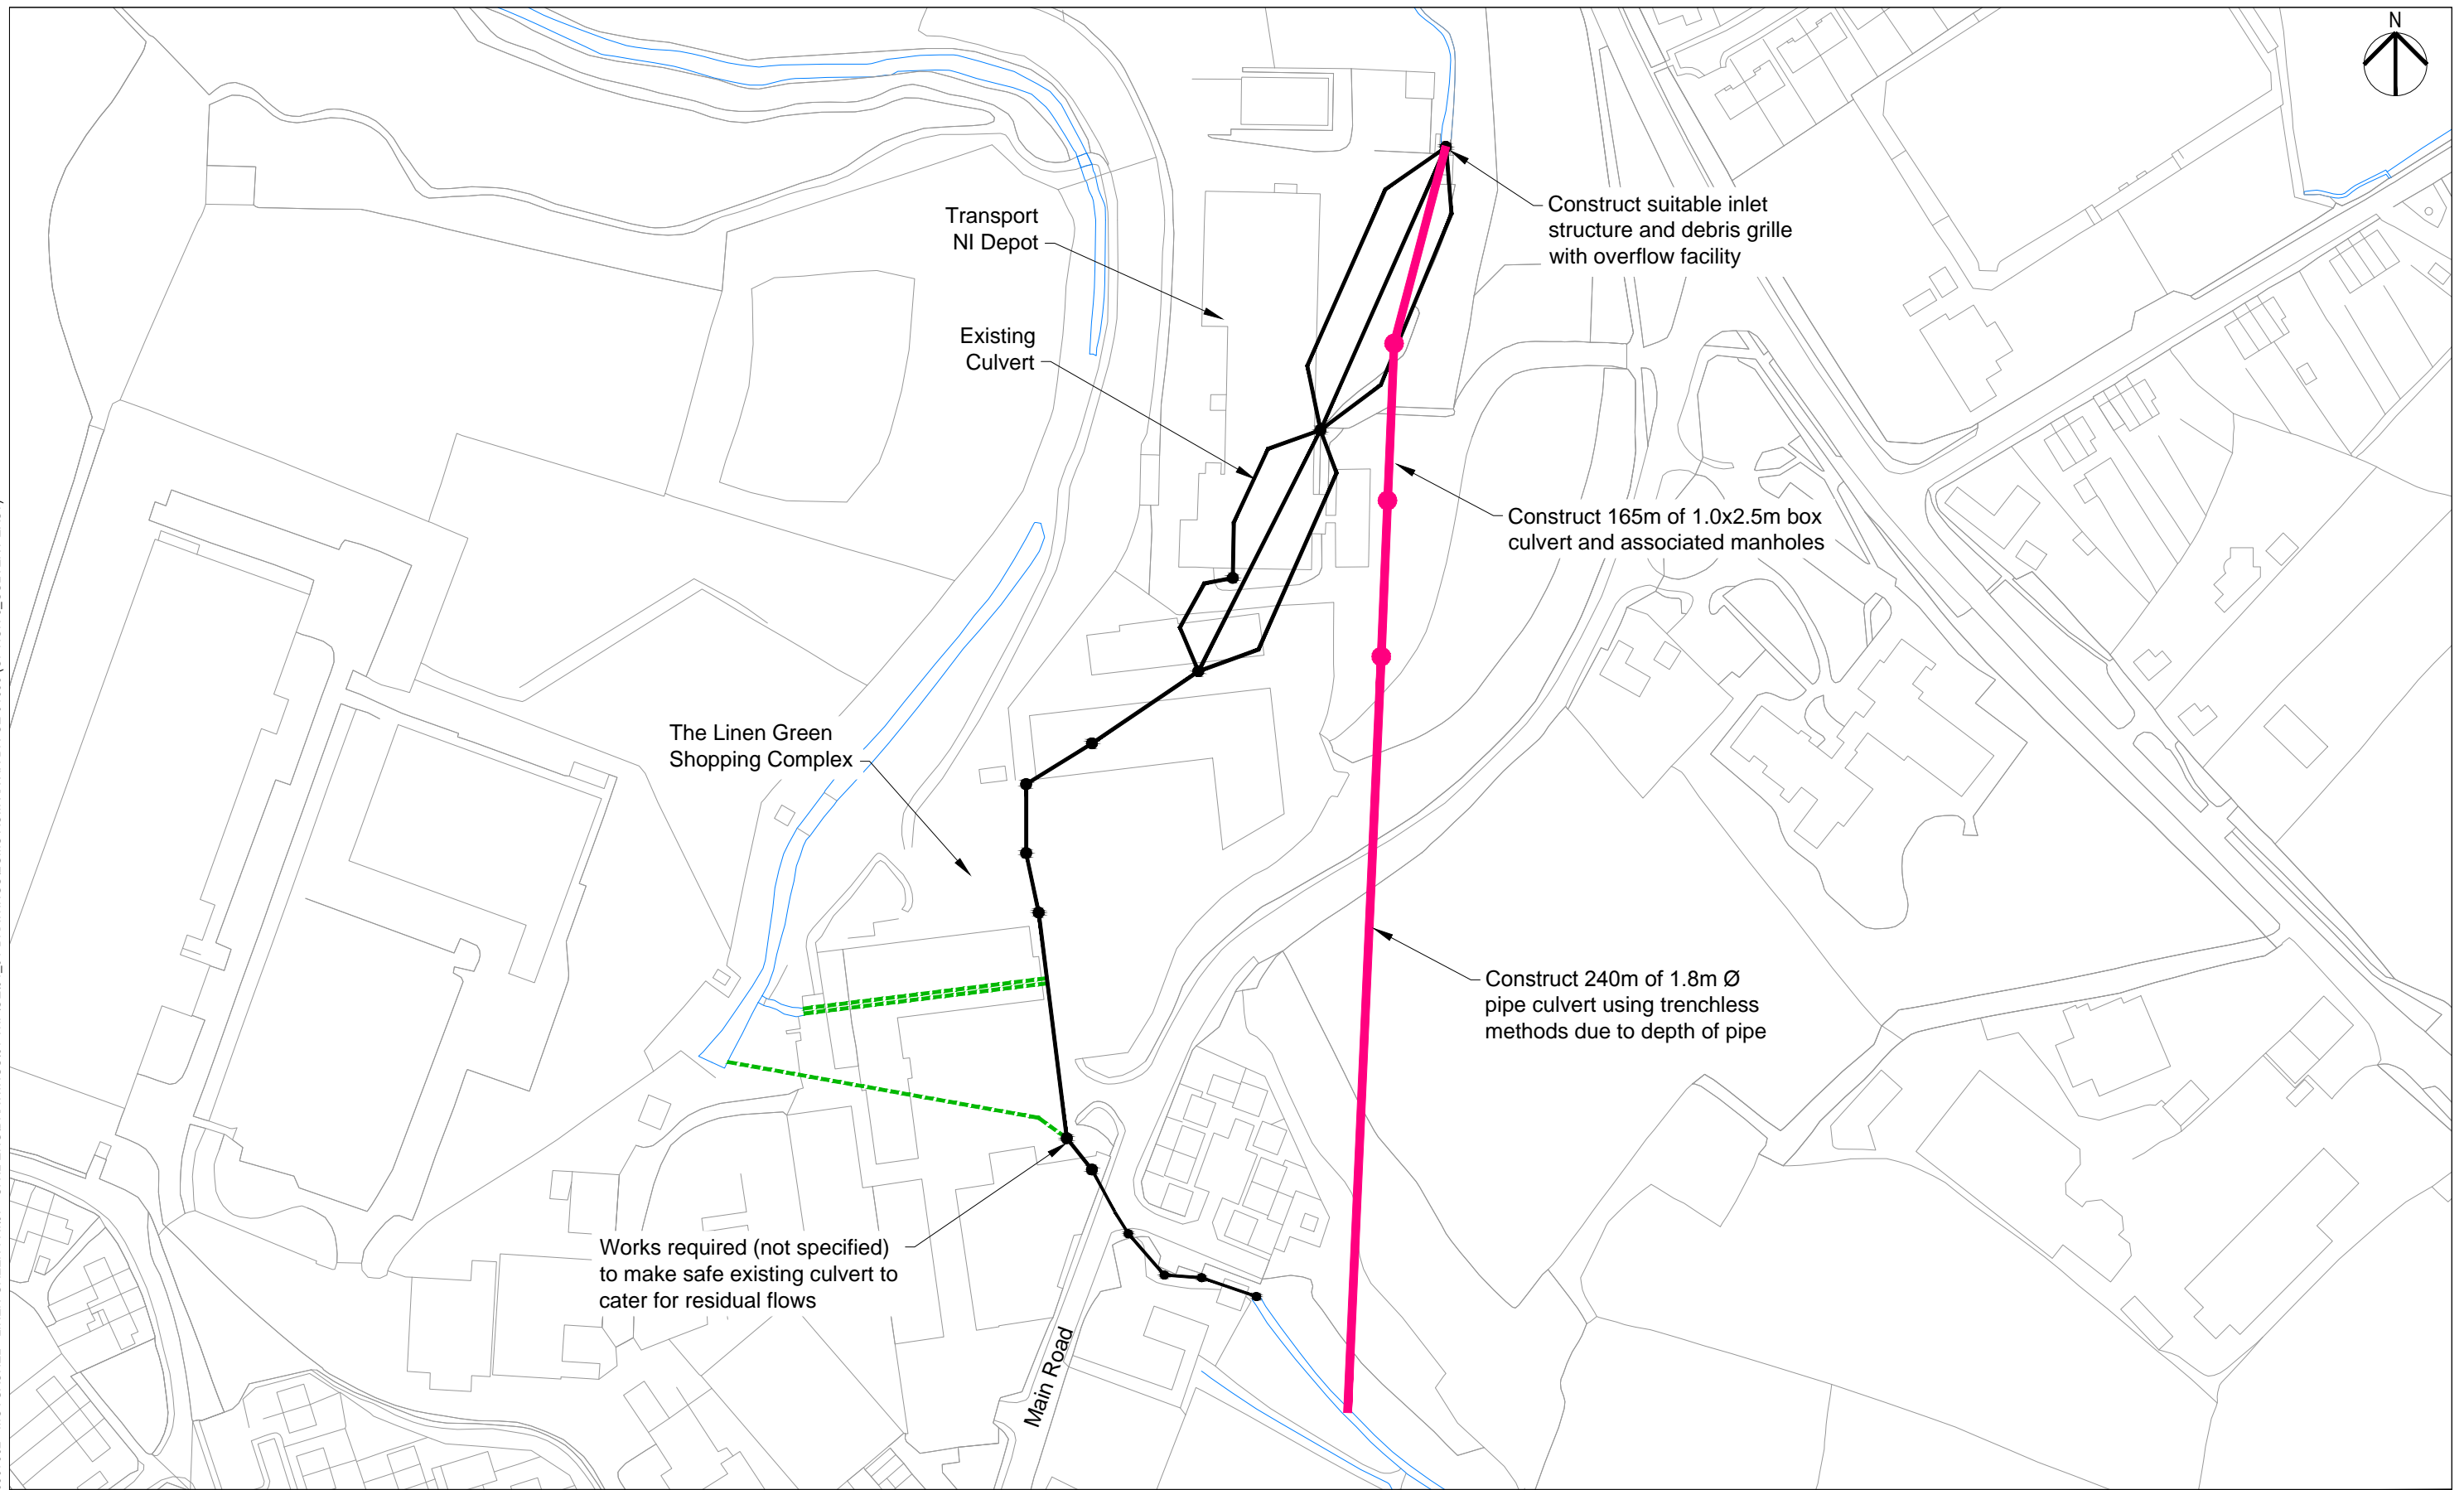 N
Construct suitable inlet
structure and debris grille
with overflow facility
Transport
NI Depot
Existing
Culvert
Construct 165m of 1.0x2.5m box
culvert and associated manholes
The Linen Green
Shopping Complex
Construct 240m of 1.8m Ø
pipe culvert using trenchless
methods due to depth of pipe
Works required (not specified)
to make safe existing culvert to
cater for residual flows
Main Road